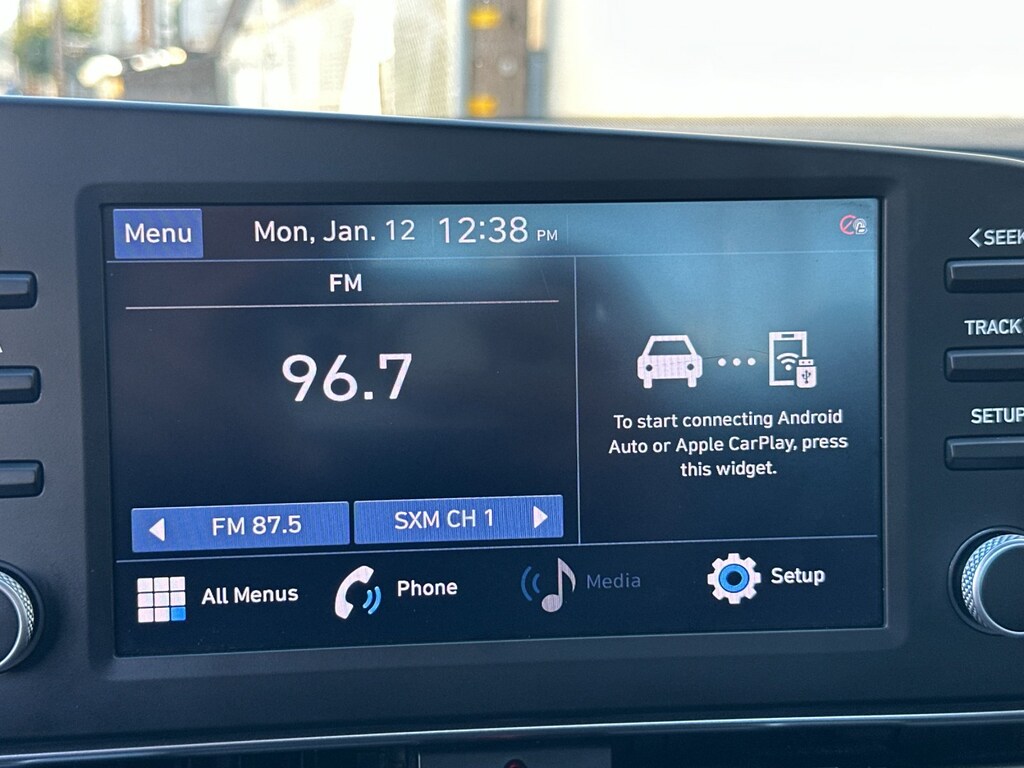 Menu
Mon, Jan. 12
12:38 PM
FM
96.7
To start connecting Android
Auto or Apple CarPlay, press
this widget.
FM 87.5
SXM CH 1
All Menus
Phone
Media
Setup
SEEK
TRACK
SETUP